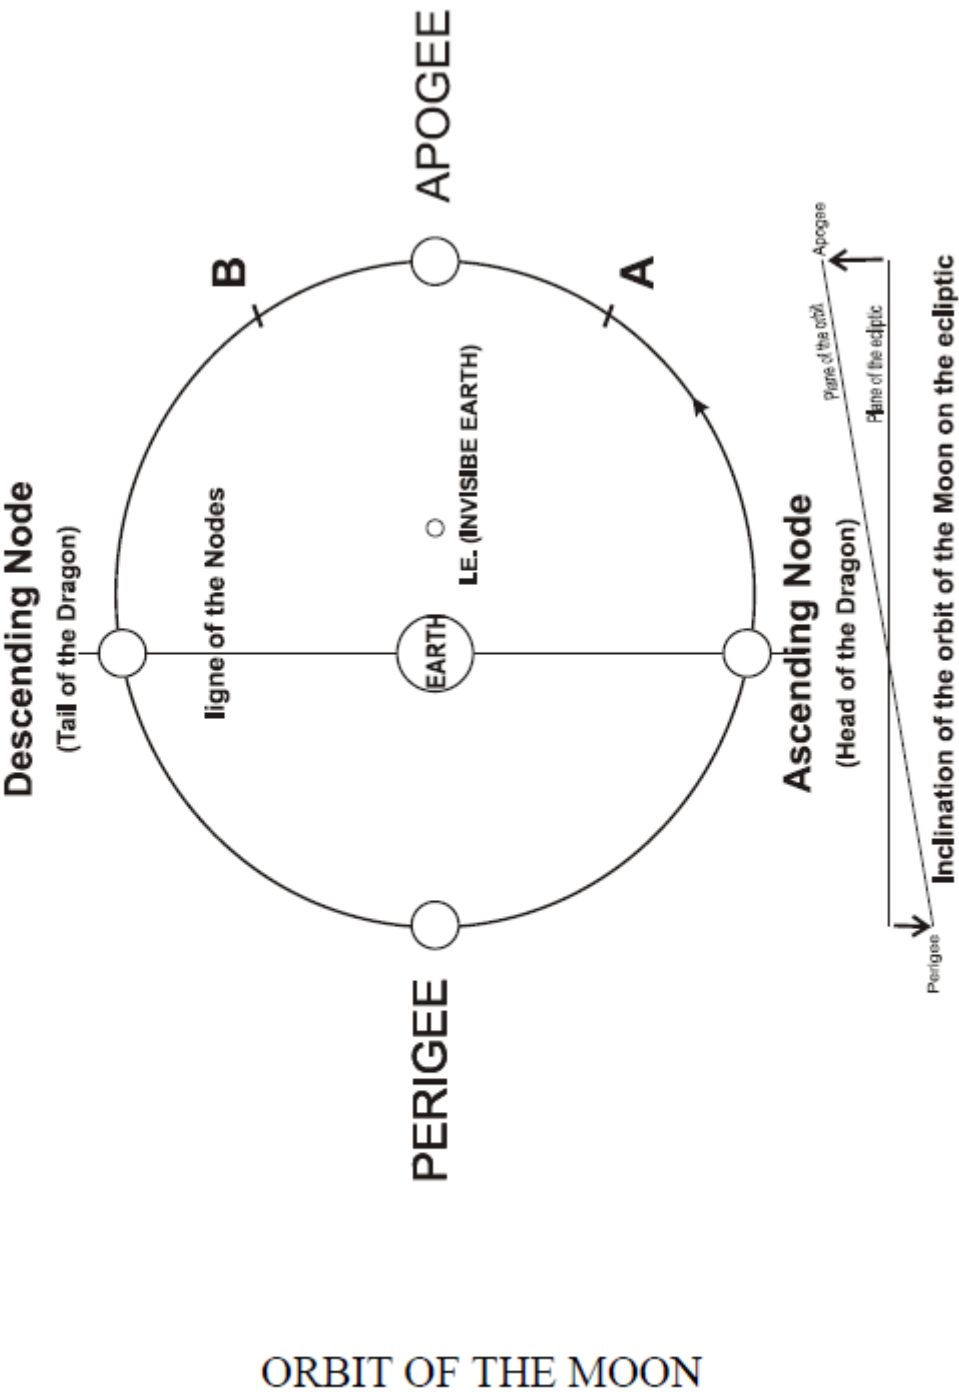 APOGEE
B
A
Descending Node
(Tail of the Dragon)
ligne of the Nodes
I.E. (INVISIBE EARTH)
EARTH
Ascending Node
(Head of the Dragon)
PERIGEE
Apogee
Plane of the orbit
Plane of the ecliptic
Perigee
Inclination of the orbit of the Moon on the ecliptic
ORBIT OF THE MOON